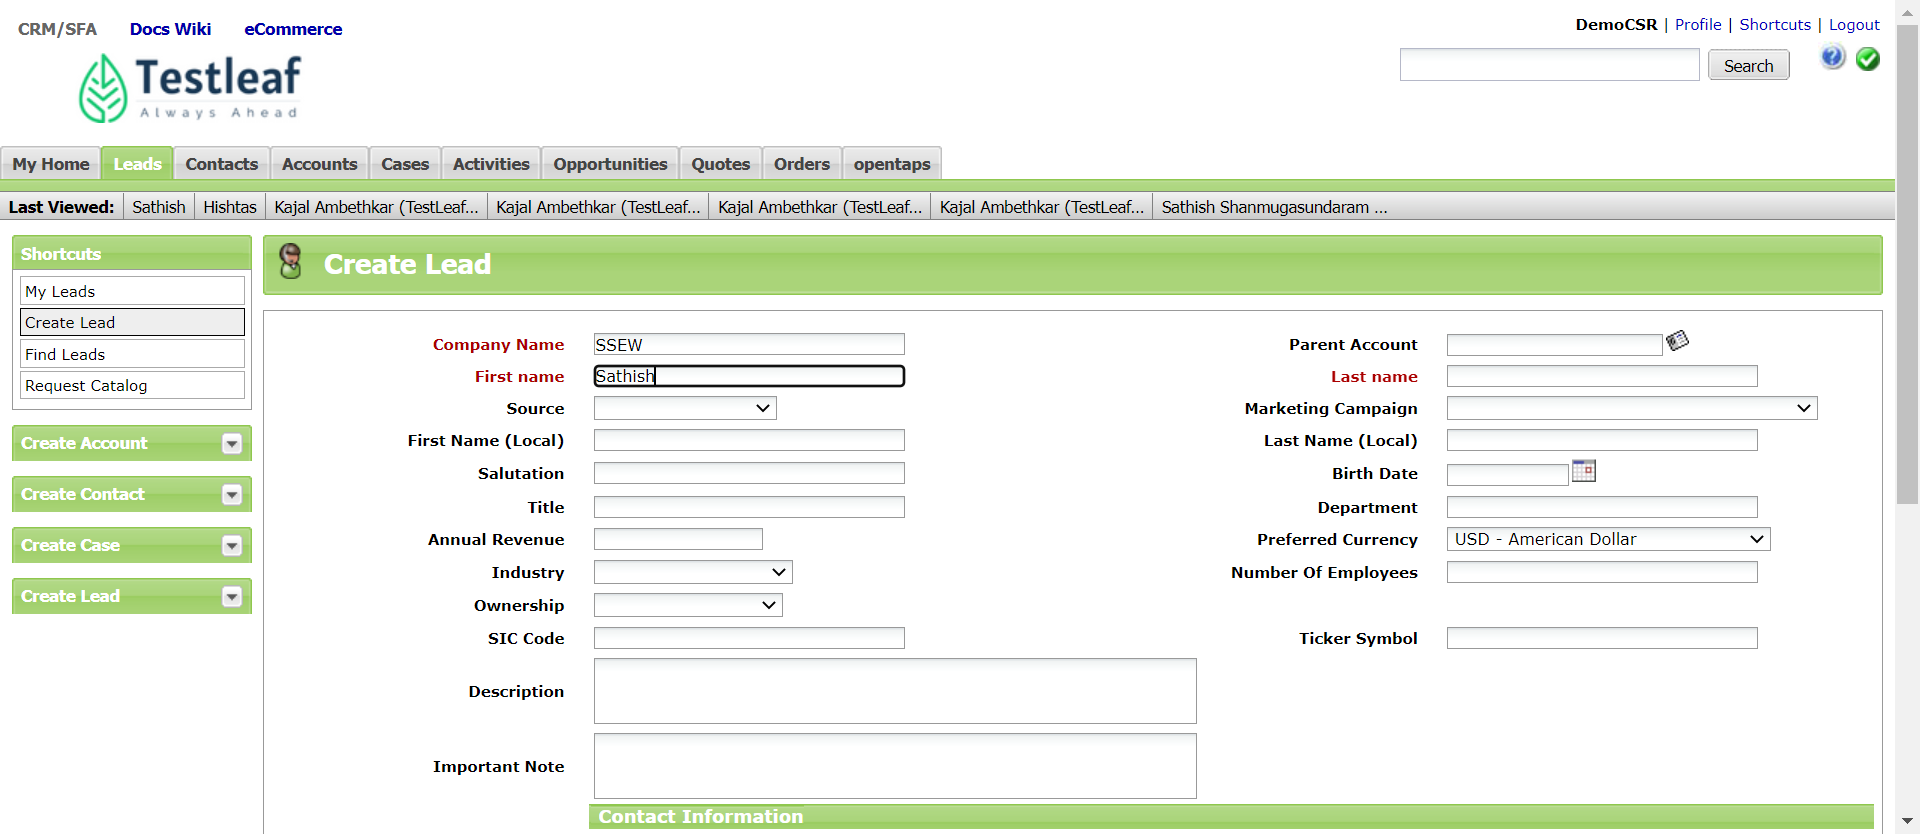 CRM/SFA Docs Wiki eCommerce
DemoCSR | Profile | Shortcuts | Logout
Testleaf
Always Ahead
Search
My Home Leads Contacts Accounts Cases Activities Opportunities Quotes Orders opentaps
Last Viewed: Sathish Hishtas Kajal Ambethkar (TestLeaf... Kajal Ambethkar (TestLeaf... Kajal Ambethkar (TestLeaf... Kajal Ambethkar (TestLeaf... Sathish Shanmugasundaram ...
Shortcuts
My Leads
Create Lead
Find Leads
Request Catalog
Create Account
Create Contact
Create Case
Create Lead
Create Lead
Company Name SSEW Parent Account
First name Sathish Last name
Source Marketing Campaign
First Name (Local) Last Name (Local)
Salutation Birth Date
Title Department
Annual Revenue Preferred Currency USD - American Dollar
Industry Number Of Employees
Ownership
SIC Code Ticker Symbol
Description
Important Note
Contact Information